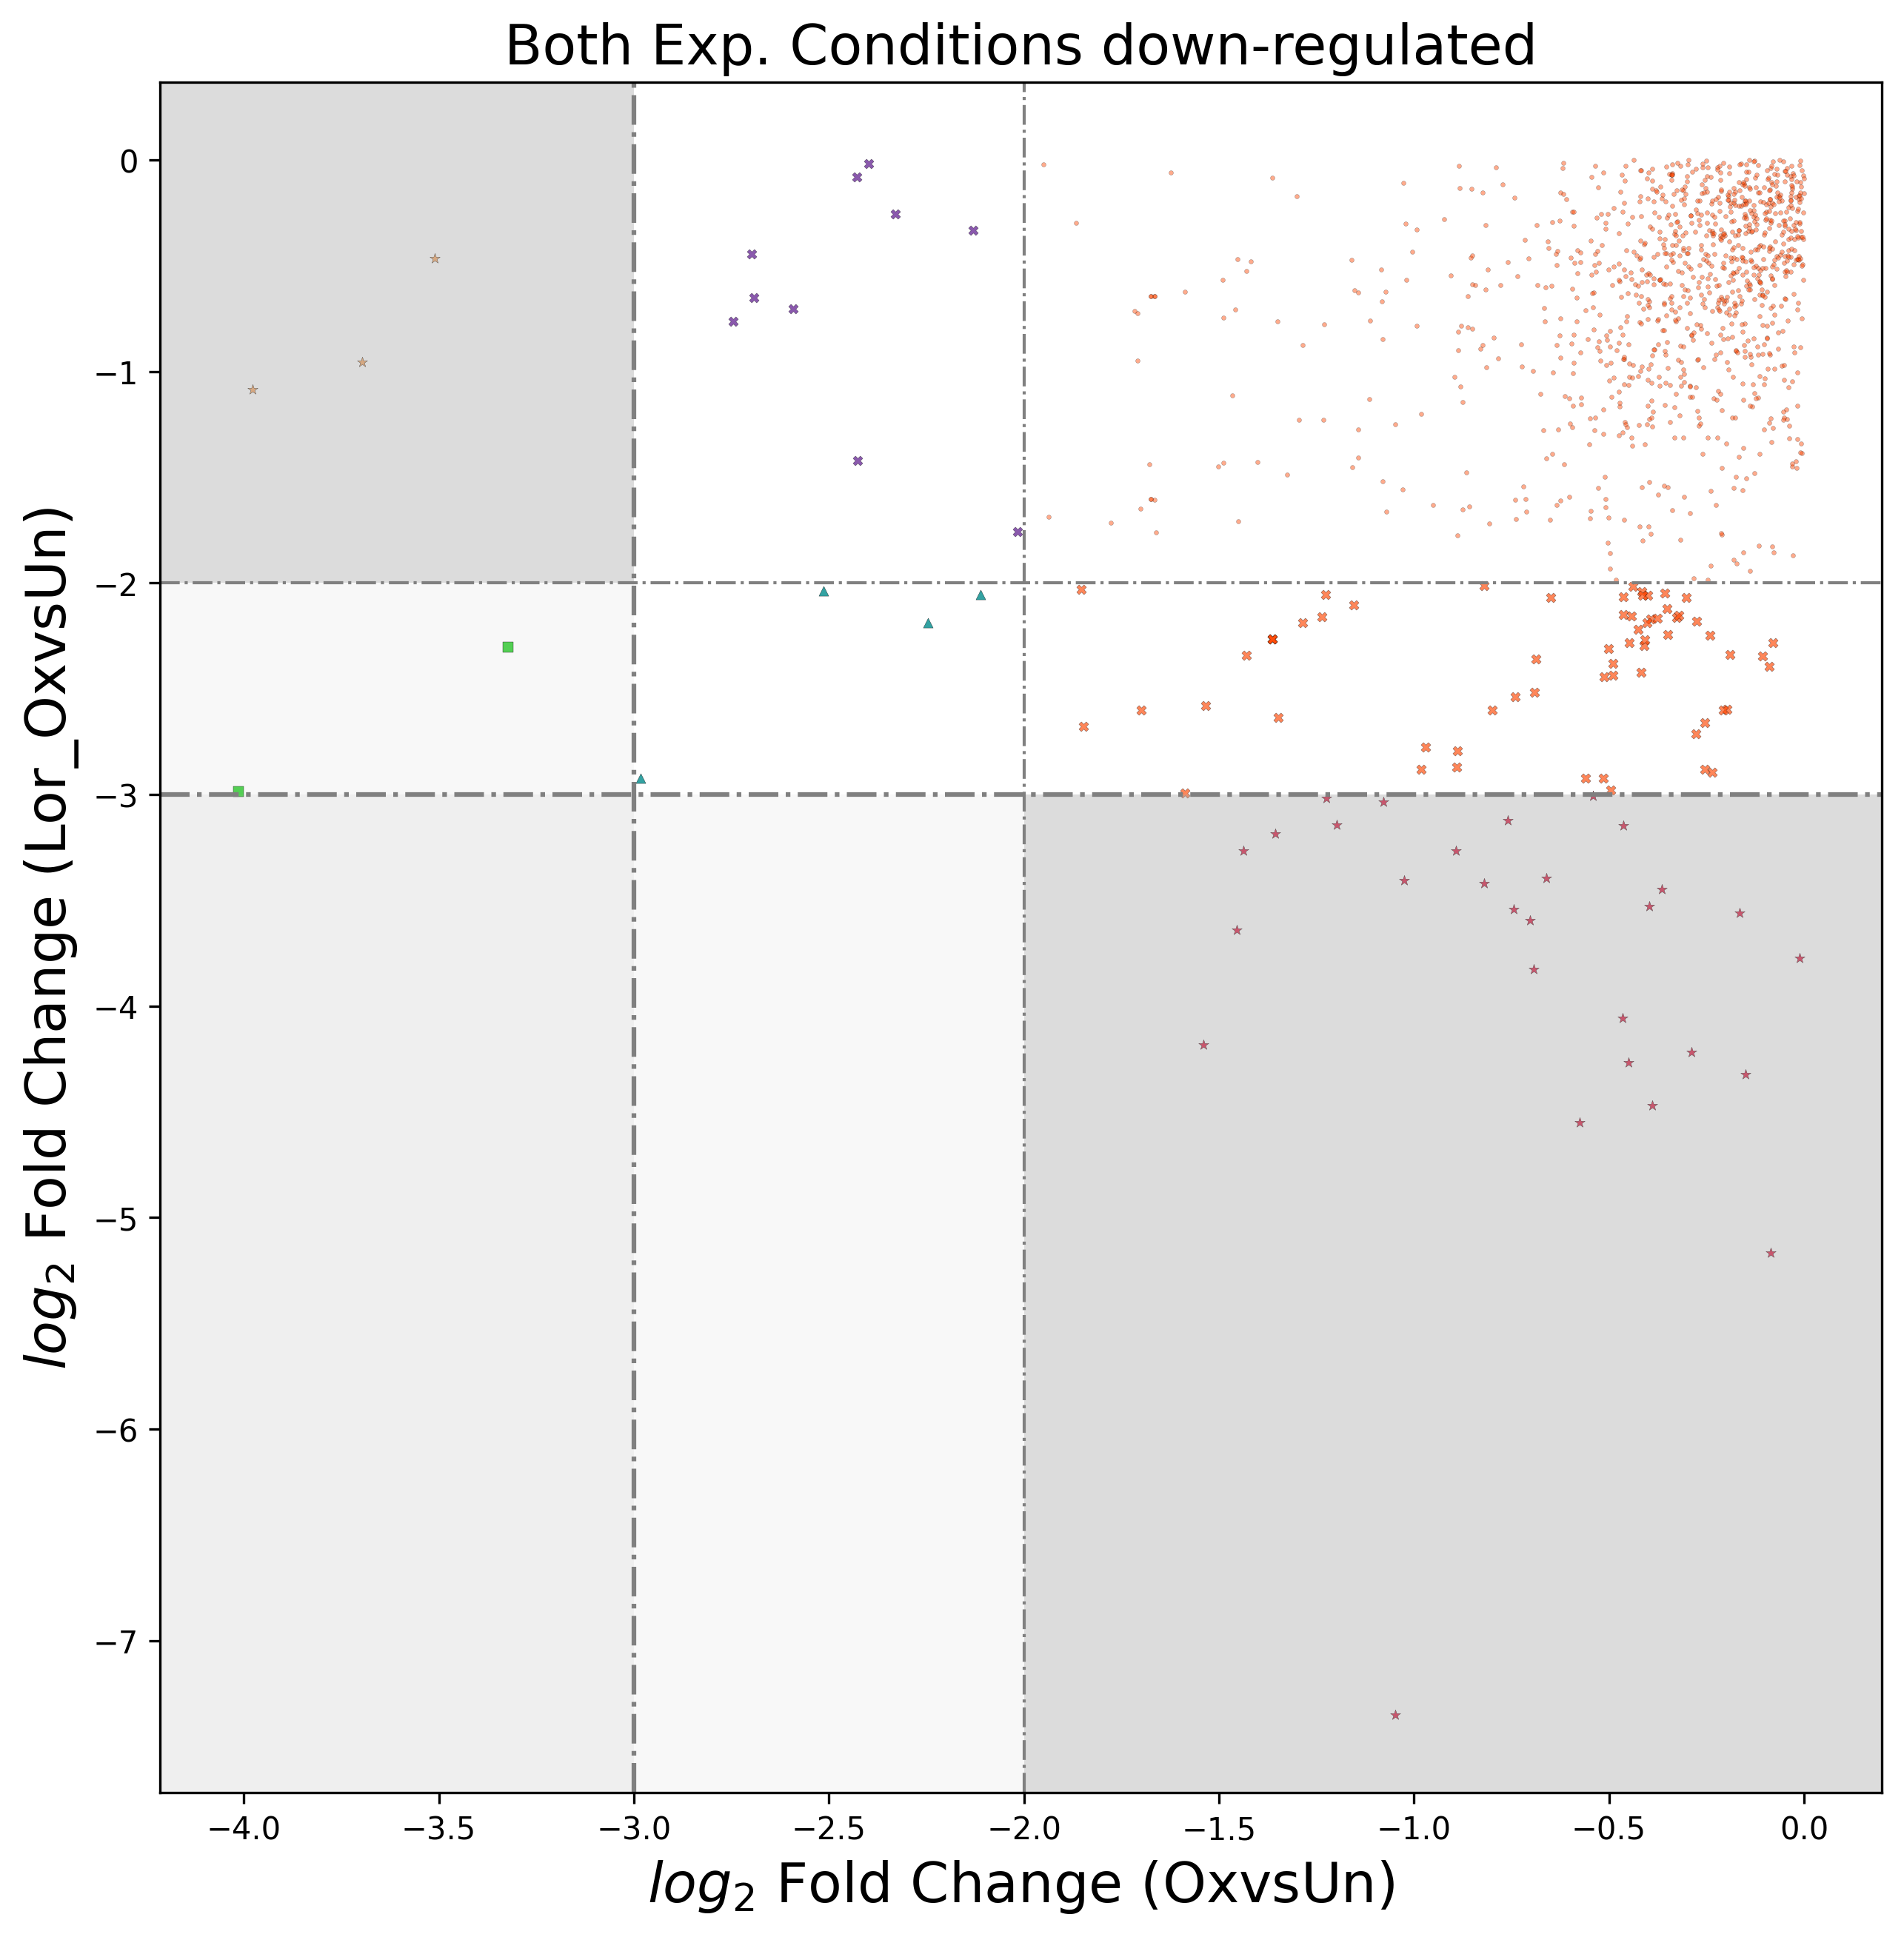 Both Exp. Conditions down-regulated
log₂ Fold Change (Lor_OxvsUn)
0
−1
−2
−3
−4
−5
−6
−7
−4.0 −3.5 −3.0 −2.5 −2.0 −1.5 −1.0 −0.5 0.0
log₂ Fold Change (OxvsUn)